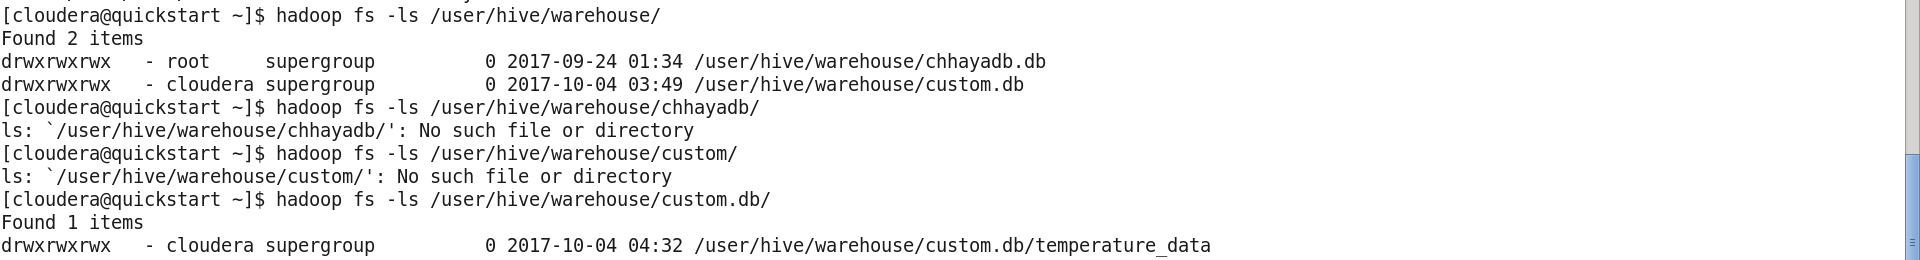 [cloudera@quickstart ~]$ hadoop fs -ls /user/hive/warehouse/
Found 2 items
drwxrwxrwx   - root     supergroup          0 2017-09-24 01:34 /user/hive/warehouse/chhayadb.db
drwxrwxrwx   - cloudera supergroup          0 2017-10-04 03:49 /user/hive/warehouse/custom.db
[cloudera@quickstart ~]$ hadoop fs -ls /user/hive/warehouse/chhayadb/
ls: `/user/hive/warehouse/chhayadb/': No such file or directory
[cloudera@quickstart ~]$ hadoop fs -ls /user/hive/warehouse/custom/
ls: `/user/hive/warehouse/custom/': No such file or directory
[cloudera@quickstart ~]$ hadoop fs -ls /user/hive/warehouse/custom.db/
Found 1 items
drwxrwxrwx   - cloudera supergroup          0 2017-10-04 04:32 /user/hive/warehouse/custom.db/temperature_data